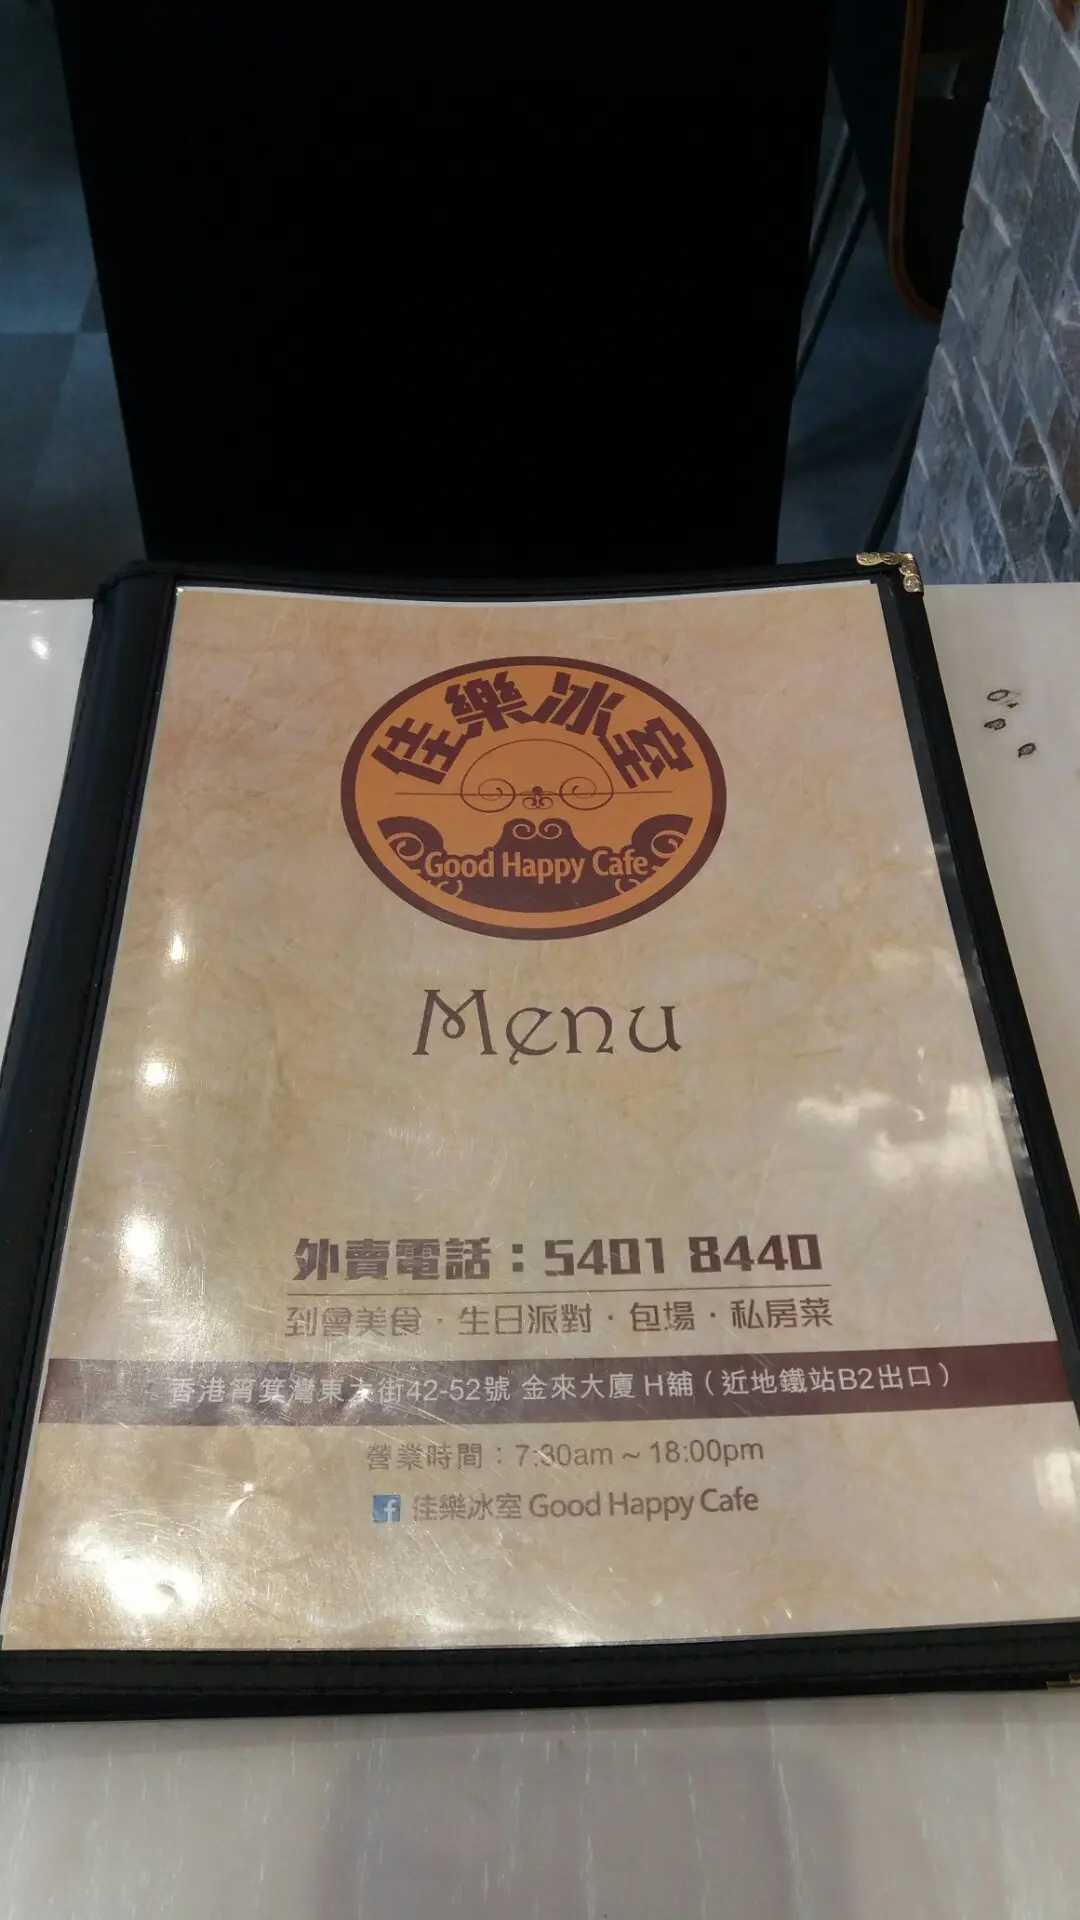 佳樂冰室
Good Happy Cafe
Menu
外賣電話：5401 8440
到會美食・生日派對・包場・私房菜
香港筲箕灣東大街42-52號 金來大廈 H舖（近地鐵站B2出口）
營業時間：7:30am ~ 18:00pm
f 佳樂冰室 Good Happy Cafe